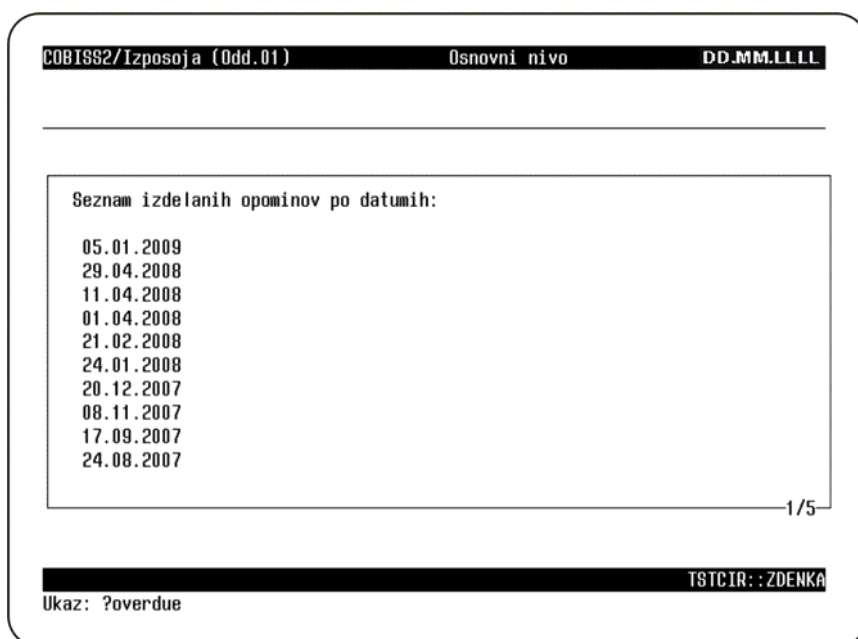 COBISS2/Izposoja (Odd.01) Osnovni nivo DD.MM.LLLL
Seznam izdelanih opominov po datumih:
05.01.2009
29.04.2008
11.04.2008
01.04.2008
21.02.2008
24.01.2008
20.12.2007
08.11.2007
17.09.2007
24.08.2007
1/5
TSTCIR::ZDENKA
Ukaz: ?overdue